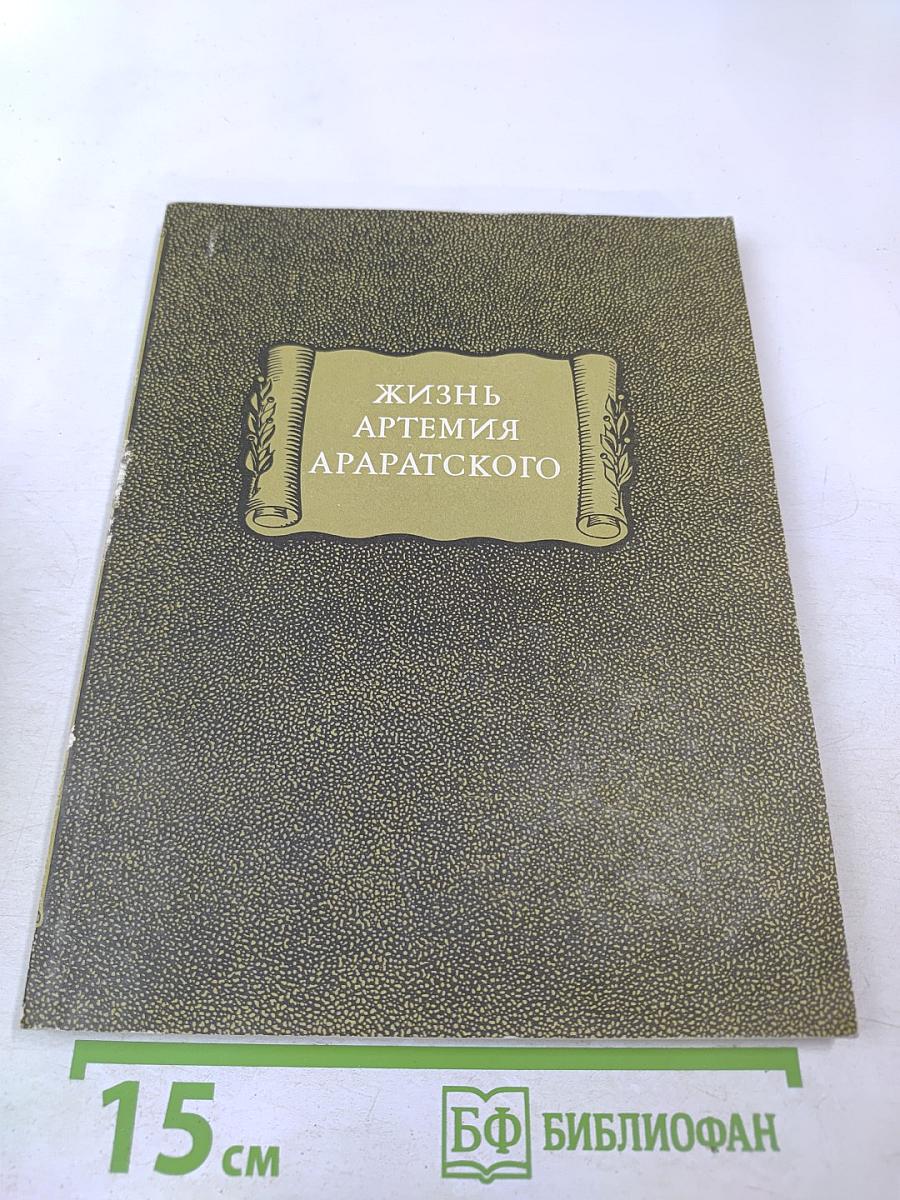 ЖИЗНЬ
АРТЕМИЯ
АРАРАТСКОГО
15 см
БФ БИБЛИОФАН